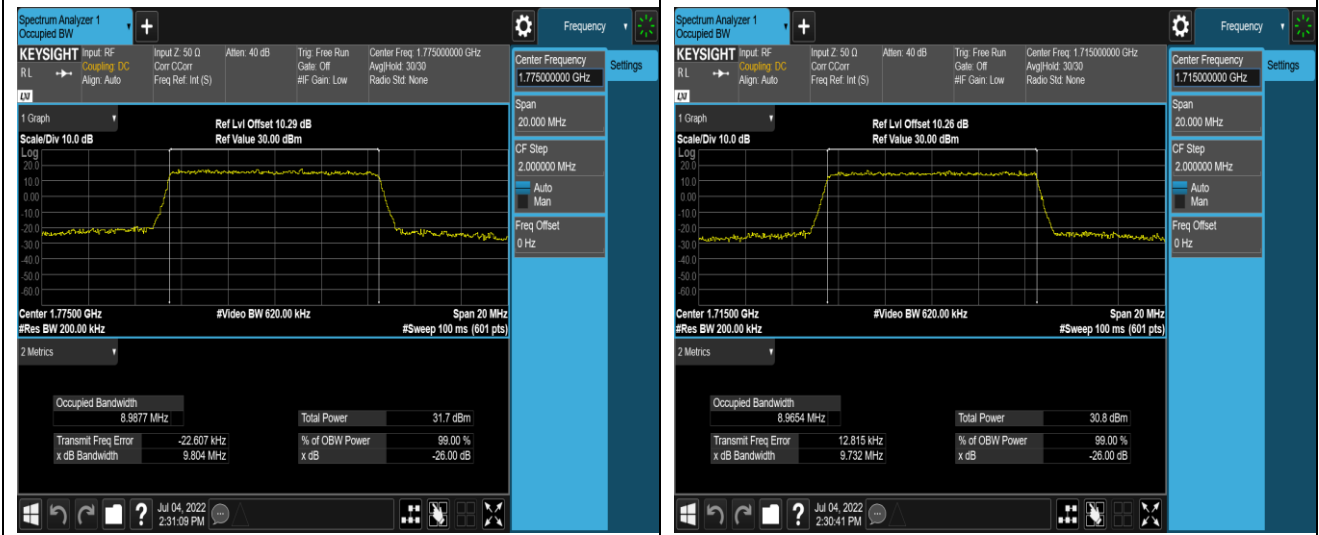 Spectrum Analyzer 1
Occupied BW
+
Frequency
KEYSIGHT
RL
LXI
Input: RF
Coupling: DC
Align: Auto
Input Z: 50 Ω
Corr CCorr
Freq Ref: Int (S)
Atten: 40 dB
Trig: Free Run
Gate: Off
#IF Gain: Low
Center Freq: 1.775000000 GHz
Avg|Hold: 30/30
Radio Std: None
Center Frequency
1.775000000 GHz
Settings
Span
20.000 MHz
CF Step
2.000000 MHz
Auto
Man
Freq Offset
0 Hz
1 Graph
Scale/Div 10.0 dB
Ref Lvl Offset 10.29 dB
Ref Value 30.00 dBm
Log
20.0
10.0
0.00
-10.0
-20.0
-30.0
-40.0
-50.0
-60.0
Center 1.77500 GHz
#Video BW 620.00 kHz
Span 20 MHz
#Res BW 200.00 kHz
#Sweep 100 ms (601 pts)
2 Metrics
Occupied Bandwidth
8.9877 MHz
Total Power 31.7 dBm
Transmit Freq Error -22.607 kHz
% of OBW Power 99.00 %
x dB Bandwidth 9.804 MHz
x dB -26.00 dB
?
Jul 04, 2022
2:31:09 PM
Spectrum Analyzer 1
Occupied BW
+
Frequency
KEYSIGHT
RL
LXI
Input: RF
Coupling: DC
Align: Auto
Input Z: 50 Ω
Corr CCorr
Freq Ref: Int (S)
Atten: 40 dB
Trig: Free Run
Gate: Off
#IF Gain: Low
Center Freq: 1.715000000 GHz
Avg|Hold: 30/30
Radio Std: None
Center Frequency
1.715000000 GHz
Settings
Span
20.000 MHz
CF Step
2.000000 MHz
Auto
Man
Freq Offset
0 Hz
1 Graph
Scale/Div 10.0 dB
Ref Lvl Offset 10.26 dB
Ref Value 30.00 dBm
Log
20.0
10.0
0.00
-10.0
-20.0
-30.0
-40.0
-50.0
-60.0
Center 1.71500 GHz
#Video BW 620.00 kHz
Span 20 MHz
#Res BW 200.00 kHz
#Sweep 100 ms (601 pts)
2 Metrics
Occupied Bandwidth
8.9654 MHz
Total Power 30.8 dBm
Transmit Freq Error 12.815 kHz
% of OBW Power 99.00 %
x dB Bandwidth 9.732 MHz
x dB -26.00 dB
?
Jul 04, 2022
2:30:41 PM